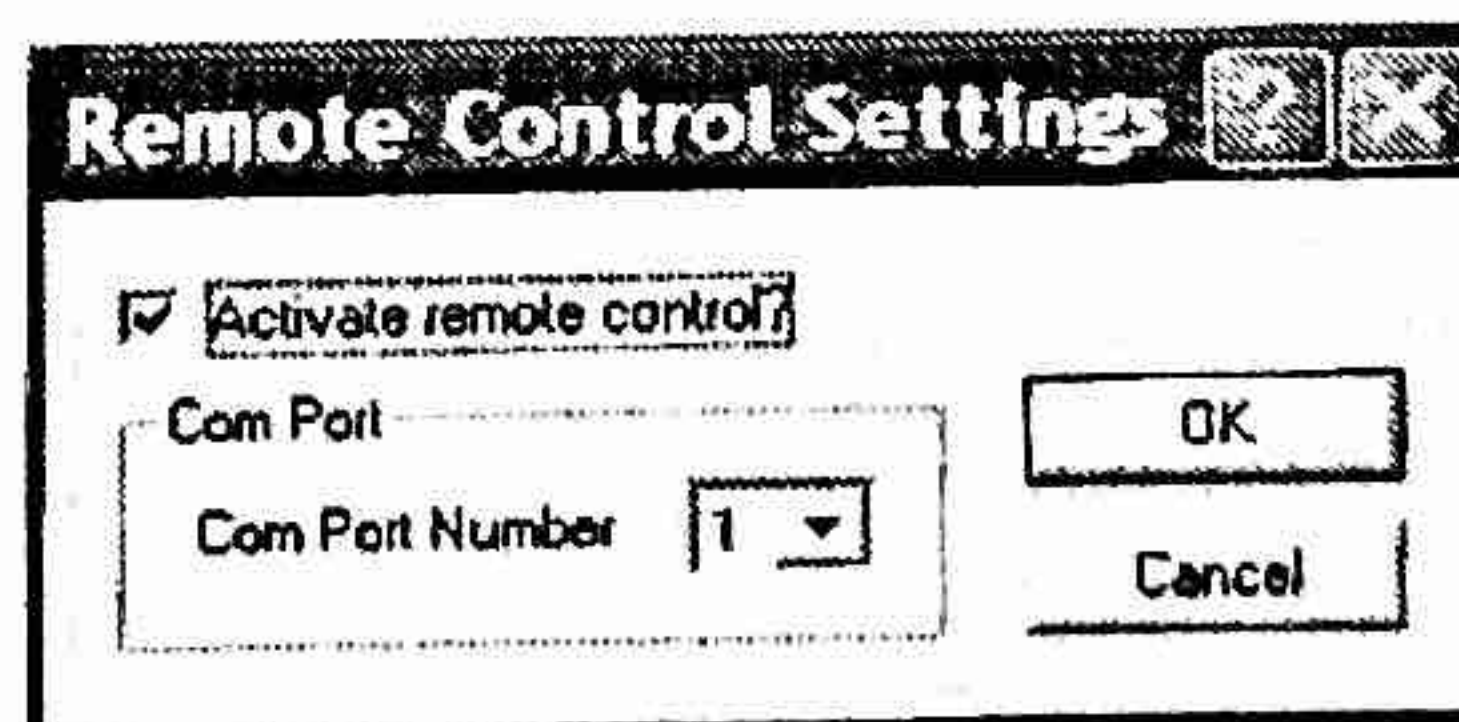 Remote Control Settings ? X
Activate remote control?
Com Port
Com Port Number 1
OK
Cancel